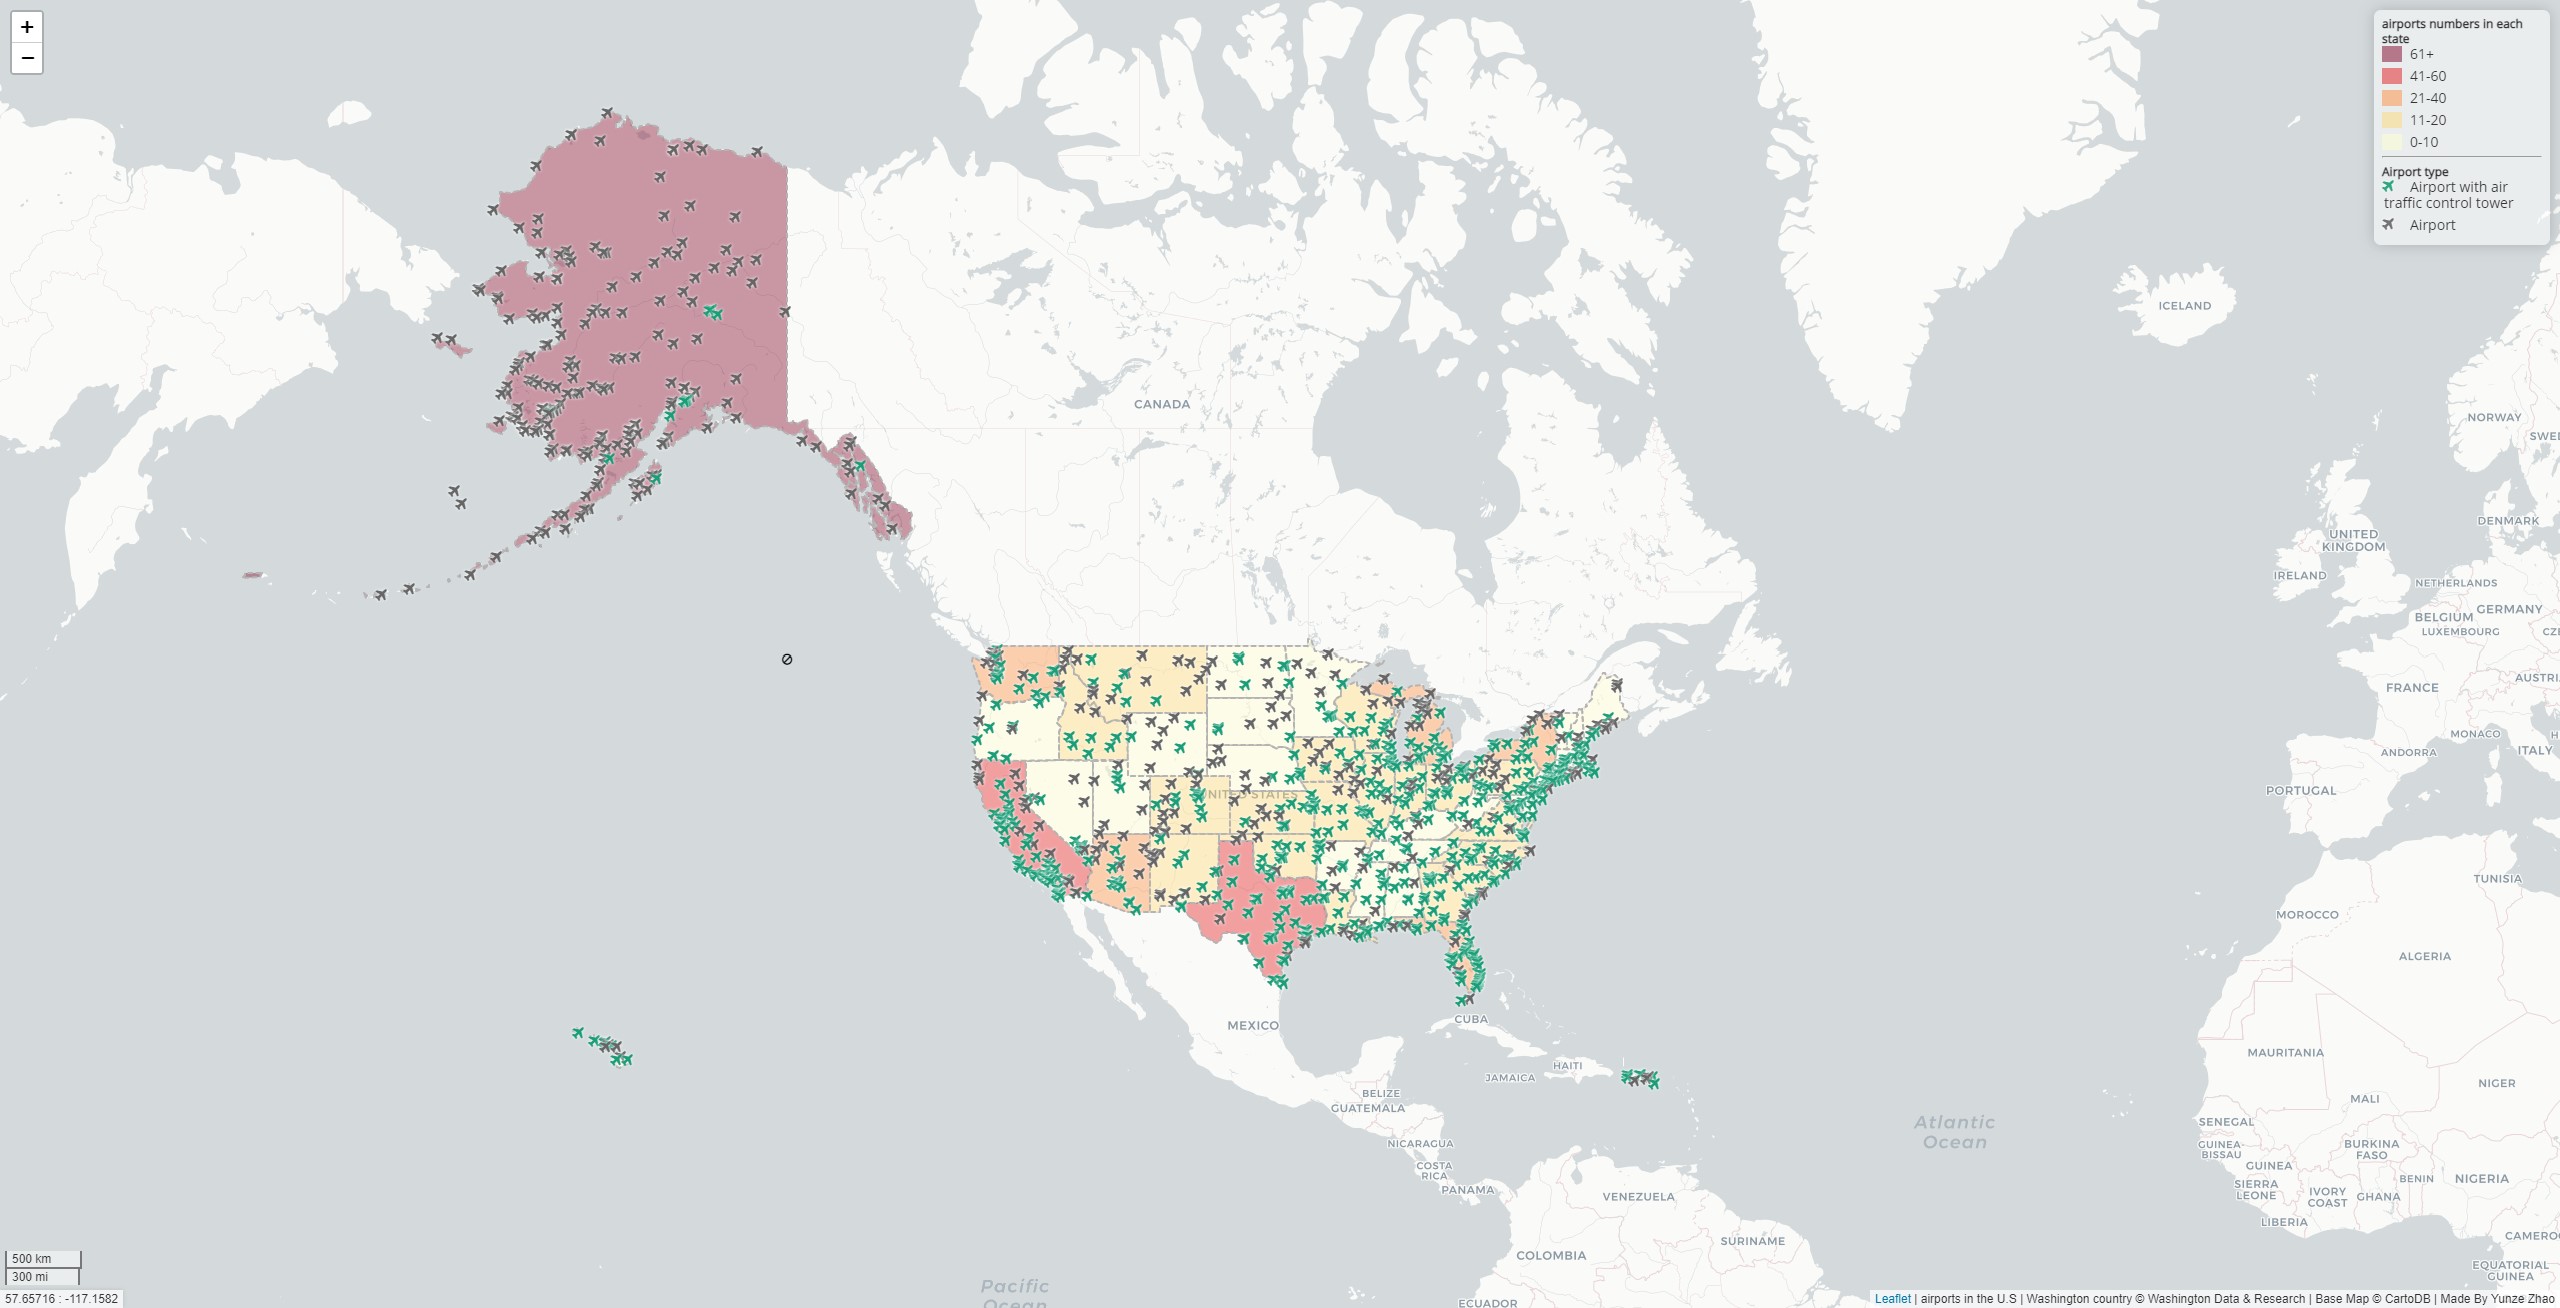 +
−
airports numbers in each
state
61+
41-60
21-40
11-20
0-10
Airport type
Airport with air
traffic control tower
Airport
ICELAND
CANADA
NORWAY
SWE
DENMARK
UNITED
KINGDOM
IRELAND
NETHERLANDS
GERMANY
BELGIUM
LUXEMBOURG
CZE
AUSTRI
FRANCE
MONACO
ITALY
ANDORRA
PORTUGAL
UNITED STATES
TUNISIA
MOROCCO
ALGERIA
MEXICO
CUBA
HAITI
JAMAICA
MAURITANIA
BELIZE
GUATEMALA
NIGER
MALI
SENEGAL
Atlantic
Ocean
NICARAGUA
GUINEA-
BISSAU
BURKINA
FASO
COSTA
RICA
GUINEA
BENIN
NIGERIA
PANAMA
SIERRA
LEONE
IVORY
COAST
GHANA
VENEZUELA
LIBERIA
CAMERO
SURINAME
COLOMBIA
EQUATORIAL
GUINEA
Pacific
Ocean
ECUADOR
500 km
300 mi
57.65716 : -117.1582
Leaflet | airports in the U.S | Washington country © Washington Data & Research | Base Map © CartoDB | Made By Yunze Zhao